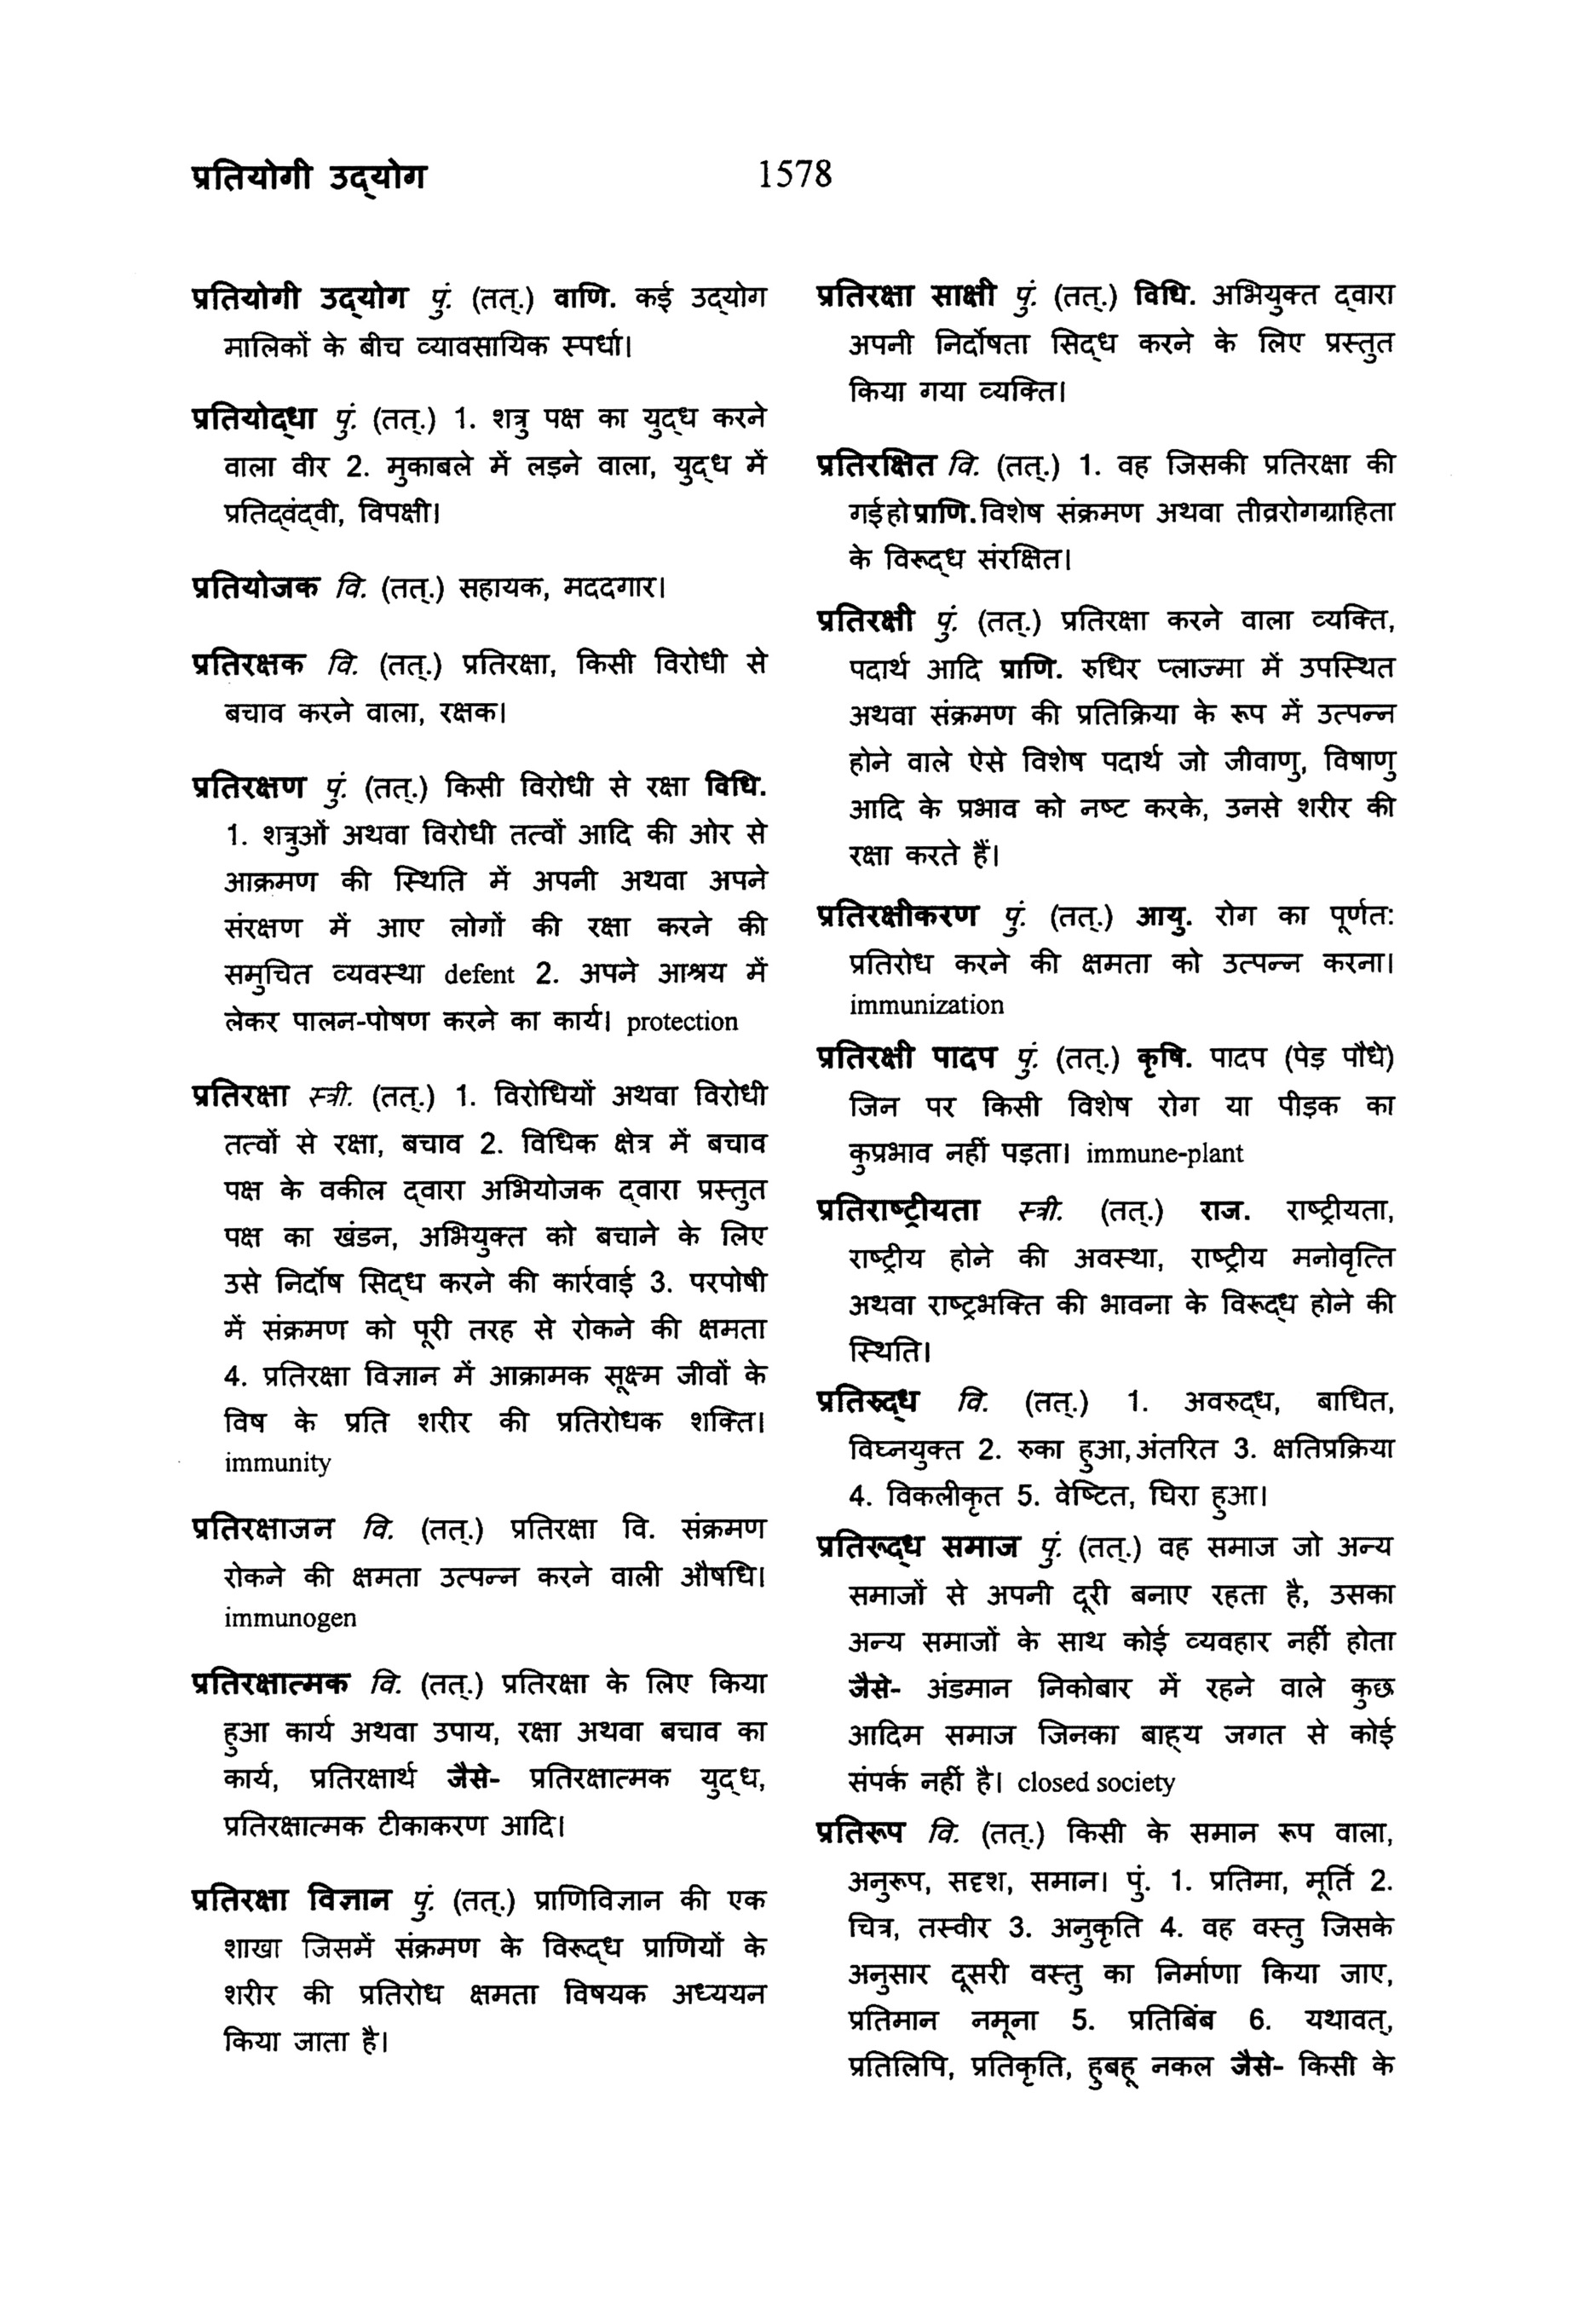 प्रतियोगी उद्योग
1578
प्रतियोगी उद्योग पुं. (तत्.) वाणि. कई उद्योग
मालिकों के बीच व्यावसायिक स्पर्धा।
प्रतियोद्धा पुं. (तत्.) 1. शत्रु पक्ष का युद्ध करने
वाला वीर 2. मुकाबले में लड़ने वाला, युद्ध में
प्रतिद्वंद्वी, विपक्षी।
प्रतियोजक वि. (तत्.) सहायक, मददगार।
प्रतिरक्षक वि. (तत्.) प्रतिरक्षा, किसी विरोधी से
बचाव करने वाला, रक्षक।
प्रतिरक्षण पुं. (तत्.) किसी विरोधी से रक्षा विधि.
1. शत्रुओं अथवा विरोधी तत्वों आदि की ओर से
आक्रमण की स्थिति में अपनी अथवा अपने
संरक्षण में आए लोगों की रक्षा करने की
समुचित व्यवस्था defent 2. अपने आश्रय में
लेकर पालन-पोषण करने का कार्य। protection
प्रतिरक्षा स्त्री. (तत्.) 1. विरोधियों अथवा विरोधी
तत्वों से रक्षा, बचाव 2. विधिक क्षेत्र में बचाव
पक्ष के वकील द्वारा अभियोजक द्वारा प्रस्तुत
पक्ष का खंडन, अभियुक्त को बचाने के लिए
उसे निर्दोष सिद्ध करने की कार्रवाई 3. परपोषी
में संक्रमण को पूरी तरह से रोकने की क्षमता
4. प्रतिरक्षा विज्ञान में आक्रामक सूक्ष्म जीवों के
विष के प्रति शरीर की प्रतिरोधक शक्ति।
immunity
प्रतिरक्षाजन वि. (तत्.) प्रतिरक्षा वि. संक्रमण
रोकने की क्षमता उत्पन्न करने वाली औषधि।
immunogen
प्रतिरक्षात्मक वि. (तत्.) प्रतिरक्षा के लिए किया
हुआ कार्य अथवा उपाय, रक्षा अथवा बचाव का
कार्य, प्रतिरक्षार्थ जैसे- प्रतिरक्षात्मक युद्ध,
प्रतिरक्षात्मक टीकाकरण आदि।
प्रतिरक्षा विज्ञान पुं. (तत्.) प्राणिविज्ञान की एक
शाखा जिसमें संक्रमण के विरूद्ध प्राणियों के
शरीर की प्रतिरोध क्षमता विषयक अध्ययन
किया जाता है।
प्रतिरक्षा साक्षी पुं. (तत्.) विधि. अभियुक्त द्वारा
अपनी निर्दोषता सिद्ध करने के लिए प्रस्तुत
किया गया व्यक्ति।
प्रतिरक्षित वि. (तत्.) 1. वह जिसकी प्रतिरक्षा की
गई हो प्राणि. विशेष संक्रमण अथवा तीव्ररोगग्राहिता
के विरूद्ध संरक्षित।
प्रतिरक्षी पुं. (तत्.) प्रतिरक्षा करने वाला व्यक्ति,
पदार्थ आदि प्राणि. रुधिर प्लाज्मा में उपस्थित
अथवा संक्रमण की प्रतिक्रिया के रूप में उत्पन्न
होने वाले ऐसे विशेष पदार्थ जो जीवाणु, विषाणु
आदि के प्रभाव को नष्ट करके, उनसे शरीर की
रक्षा करते हैं।
प्रतिरक्षीकरण पुं. (तत्.) आयु. रोग का पूर्णत:
प्रतिरोध करने की क्षमता को उत्पन्न करना।
immunization
प्रतिरक्षी पादप पुं. (तत्.) कृषि. पादप (पेड़ पौधे)
जिन पर किसी विशेष रोग या पीड़क का
कुप्रभाव नहीं पड़ता। immune-plant
प्रतिराष्ट्रीयता स्त्री. (तत्.) राज. राष्ट्रीयता,
राष्ट्रीय होने की अवस्था, राष्ट्रीय मनोवृत्ति
अथवा राष्ट्रभक्ति की भावना के विरूद्ध होने की
स्थिति।
प्रतिरुद्ध वि. (तत्.) 1. अवरुद्ध, बाधित,
विघ्नयुक्त 2. रुका हुआ, अंतरित 3. क्षतिप्रक्रिया
4. विकलीकृत 5. वेष्टित, घिरा हुआ।
प्रतिरूद्ध समाज पुं. (तत्.) वह समाज जो अन्य
समाजों से अपनी दूरी बनाए रहता है, उसका
अन्य समाजों के साथ कोई व्यवहार नहीं होता
जैसे- अंडमान निकोबार में रहने वाले कुछ
आदिम समाज जिनका बाह्य जगत से कोई
संपर्क नहीं है। closed society
प्रतिरूप वि. (तत्.) किसी के समान रूप वाला,
अनुरूप, सदृश, समान। पुं. 1. प्रतिमा, मूर्ति 2.
चित्र, तस्वीर 3. अनुकृति 4. वह वस्तु जिसके
अनुसार दूसरी वस्तु का निर्माणा किया जाए,
प्रतिमान नमूना 5. प्रतिबिंब 6. यथावत्,
प्रतिलिपि, प्रतिकृति, हुबहू नकल जैसे- किसी के